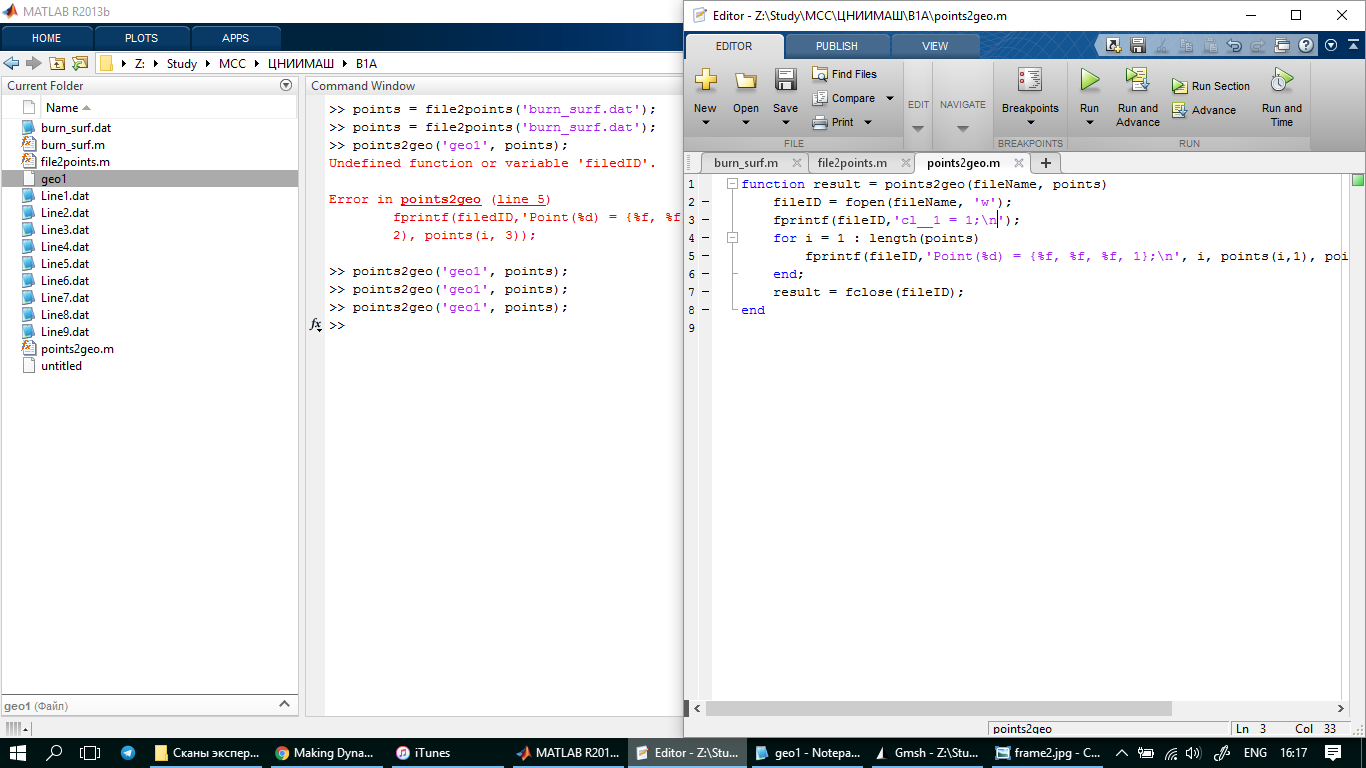 MATLAB R2013b
HOME PLOTS APPS
Z: Study MCC ЦНИИМАШ B1A
Current Folder
Name
burn_surf.dat
burn_surf.m
file2points.m
geo1
Line1.dat
Line2.dat
Line3.dat
Line4.dat
Line5.dat
Line6.dat
Line7.dat
Line8.dat
Line9.dat
points2geo.m
untitled
geo1 (Файл)
Command Window
>> points = file2points('burn_surf.dat');
>> points = file2points('burn_surf.dat');
>> points2geo('geo1', points);
Undefined function or variable 'filedID'.
Error in points2geo (line 5)
fprintf(filedID,'Point(%d) = {%f, %f
2), points(i, 3));
>> points2geo('geo1', points);
>> points2geo('geo1', points);
>> points2geo('geo1', points);
fx >>
Editor - Z:\Study\MCC\ЦНИИМАШ\B1A\points2geo.m
EDITOR PUBLISH VIEW
New Open Save
Find Files
Compare
Print
FILE
EDIT
NAVIGATE
Breakpoints
BREAKPOINTS
Run
Run and Advance
Run Section
Advance
Run and Time
RUN
burn_surf.m file2points.m points2geo.m
1 function result = points2geo(fileName, points)
2 fileID = fopen(fileName, 'w');
3 fprintf(fileID,'cl__1 = 1;\n');
4 for i = 1 : length(points)
5 fprintf(fileID,'Point(%d) = {%f, %f, %f, 1};\n', i, points(i,1), poi
6 end;
7 result = fclose(fileID);
8 end
9
points2geo Ln 3 Col 33
Сканы экспер... Making Dyna... iTunes MATLAB R201... Editor - Z:\Stu... geo1 - Notepa... Gmsh - Z:\Stu... frame2.jpg - C... ENG 16:17